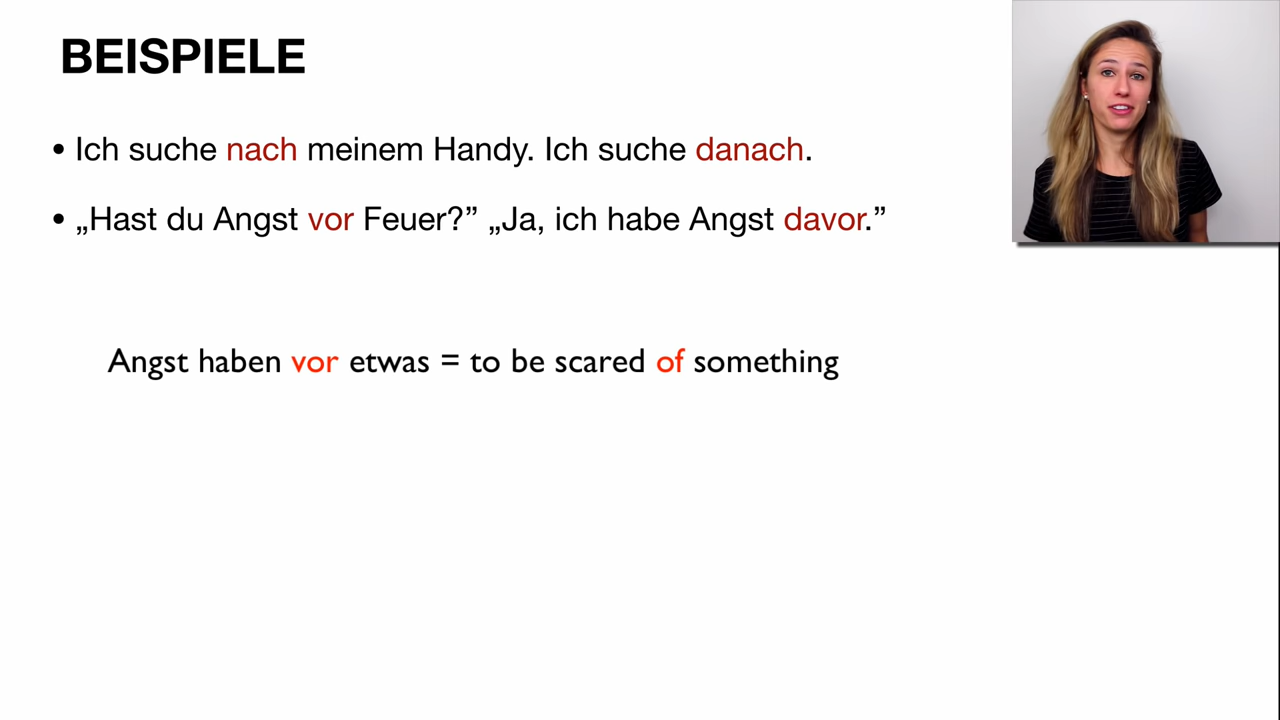 BEISPIELE
• Ich suche nach meinem Handy. Ich suche danach.
• „Hast du Angst vor Feuer?” „Ja, ich habe Angst davor.”
Angst haben vor etwas = to be scared of something